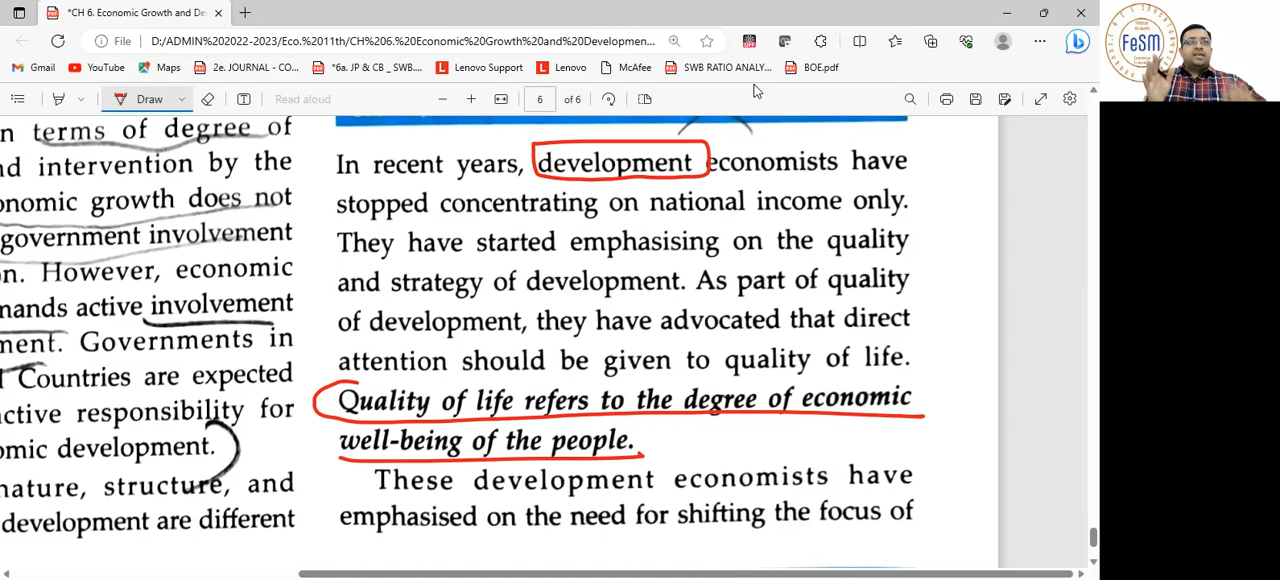 *CH 6. Economic Growth and De
File
D:/ADMIN%202022-2023/Eco.%2011th/CH%206.%20Economic%20Growth%20and%20Developmen...
Gmail YouTube Maps 2e. JOURNAL - CO... *6a. JP & SB _ SWB.... Lenovo Support Lenovo McAfee SWB RATIO ANALY... BOE.pdf
Draw Read aloud 6 of 6
n terms of degree of
nd intervention by the
onomic growth does not
government involvement
on. However, economic
mands active involvement
ment. Governments in
Countries are expected
active responsibility for
omic development.
nature, structure, and
development are different
In recent years, development economists have
stopped concentrating on national income only.
They have started emphasising on the quality
and strategy of development. As part of quality
of development, they have advocated that direct
attention should be given to quality of life.
Quality of life refers to the degree of economic
well-being of the people.
These development economists have
emphasised on the need for shifting the focus of
FeSM